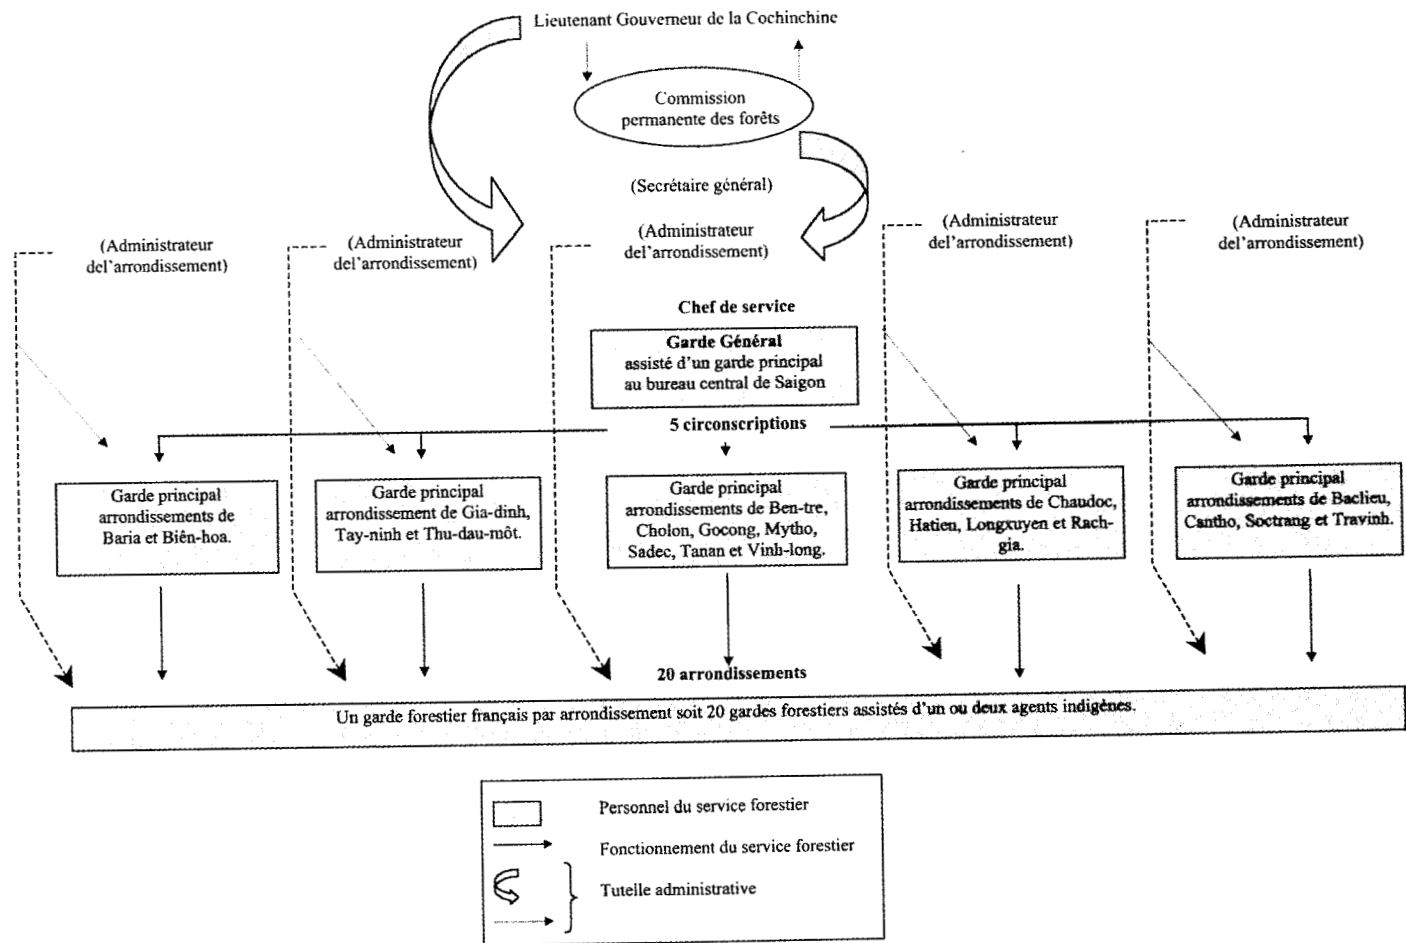 Lieutenant Gouverneur de la Cochinchine
Commission
permanente des forêts
(Secrétaire général)
(Administrateur
del'arrondissement)
(Administrateur
del'arrondissement)
(Administrateur
del'arrondissement)
(Administrateur
del'arrondissement)
(Administrateur
del'arrondissement)
Chef de service
Garde Général
assisté d'un garde principal
au bureau central de Saigon
5 circonscriptions
Garde principal
arrondissements de
Baria et Biên-hoa.
Garde principal
arrondissement de Gia-dinh,
Tay-ninh et Thu-dau-môt.
Garde principal
arrondissements de Ben-tre,
Cholon, Gocong, Mytho,
Sadec, Tanan et Vinh-long.
Garde principal
arrondissements de Chaudoc,
Hatien, Longxuyen et Rach-
gia.
Garde principal
arrondissements de Baclieu,
Cantho, Soctrang et Travinh.
20 arrondissements
Un garde forestier français par arrondissement soit 20 gardes forestiers assistés d'un ou deux agents indigènes.
Personnel du service forestier
Fonctionnement du service forestier
Tutelle administrative